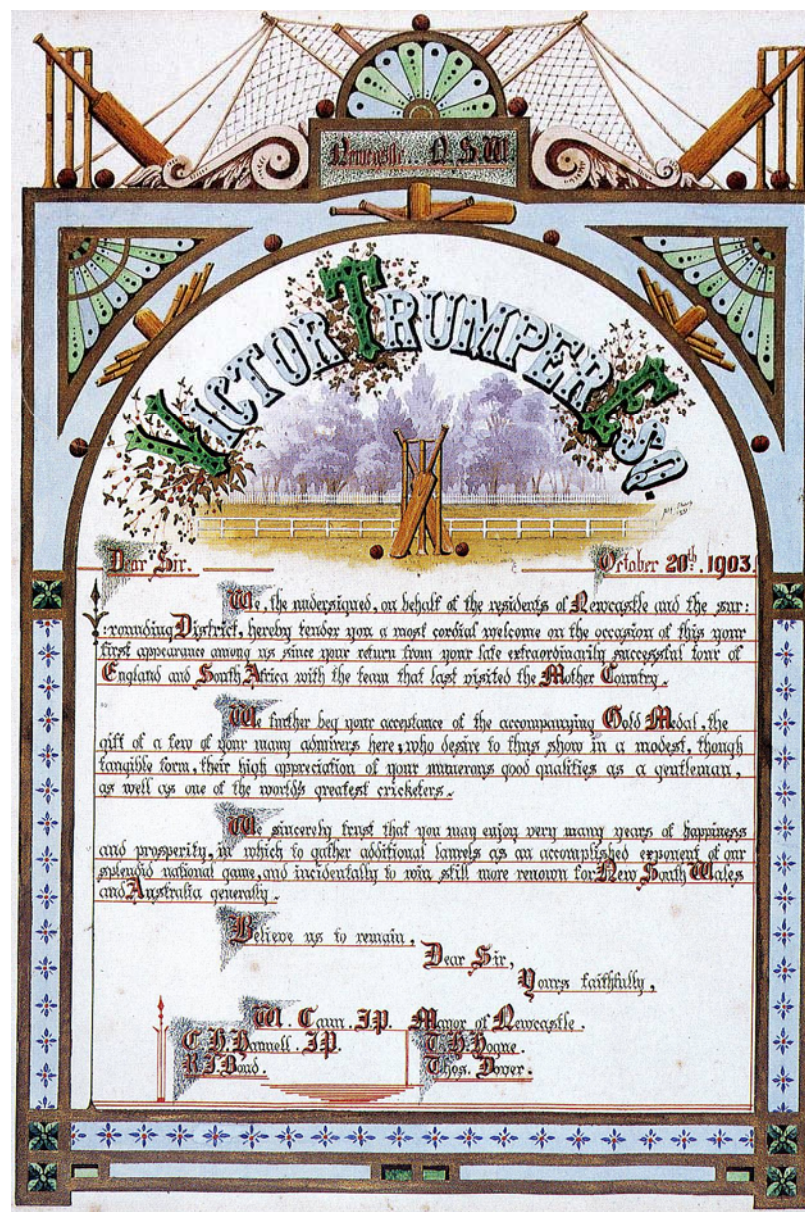 Newcastle... N.S.W.
VICTOR TRUMPER ESQ.
Dear Sir. October 20th. 1903.
We, the undersigned, on behalf of the residents of Newcastle and the sur:
:rounding District, hereby tender you a most cordial welcome on the occasion of this your
first appearance among us since your return from your late extraordinarily successful tour of
England and South Africa with the team that last visited the Mother Country.
We further beg your acceptance of the accompanying Gold Medal, the
gift of a few of your many admirers here; who desire to thus show in a modest, though
tangible form, their high appreciation of your numerous good qualities as a gentleman,
as well as one of the world's greatest cricketers.
We sincerely trust that you may enjoy very many years of happiness
and prosperity, in which to gather additional laurels as an accomplished exponent of our
splendid national game, and incidentally to win still more renown for New South Wales
and Australia generally.
Believe us to remain,
Dear Sir,
Yours faithfully,
W. Cann. JP. Mayor of Newcastle.
C. H. Hannell. JP. T. H. Hogue.
R. J. Bond. Thos. Dover.